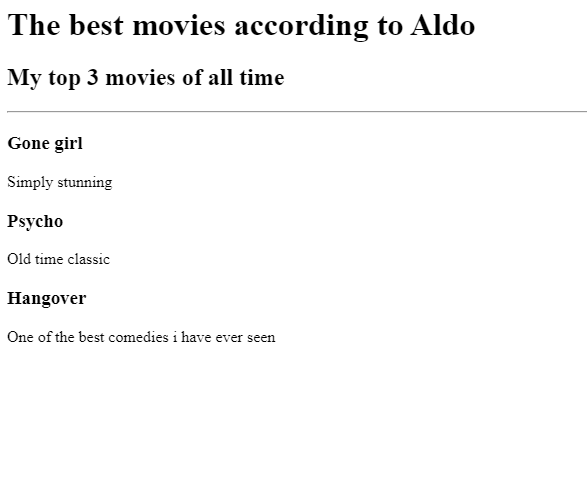 The best movies according to Aldo
My top 3 movies of all time
Gone girl
Simply stunning
Psycho
Old time classic
Hangover
One of the best comedies i have ever seen